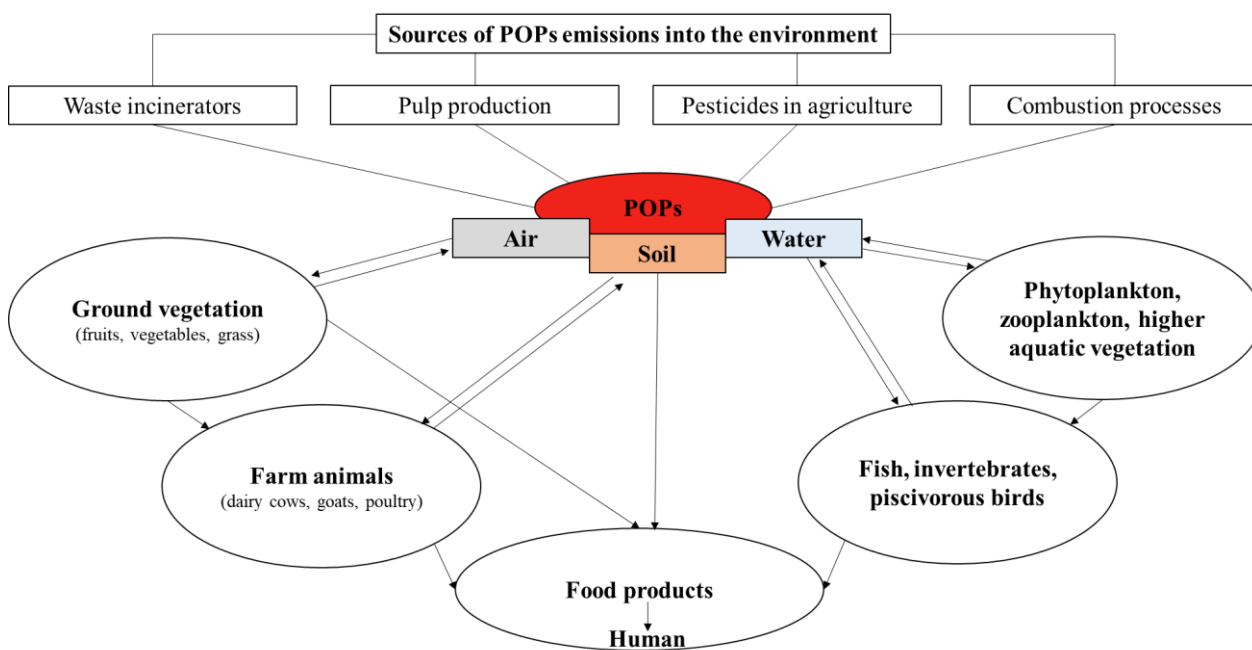 Sources of POPs emissions into the environment
Waste incinerators
Pulp production
Pesticides in agriculture
Combustion processes
POPs
Air
Soil
Water
Ground vegetation
(fruits, vegetables, grass)
Phytoplankton,
zooplankton, higher
aquatic vegetation
Farm animals
(dairy cows, goats, poultry)
Fish, invertebrates,
piscivorous birds
Food products
Human